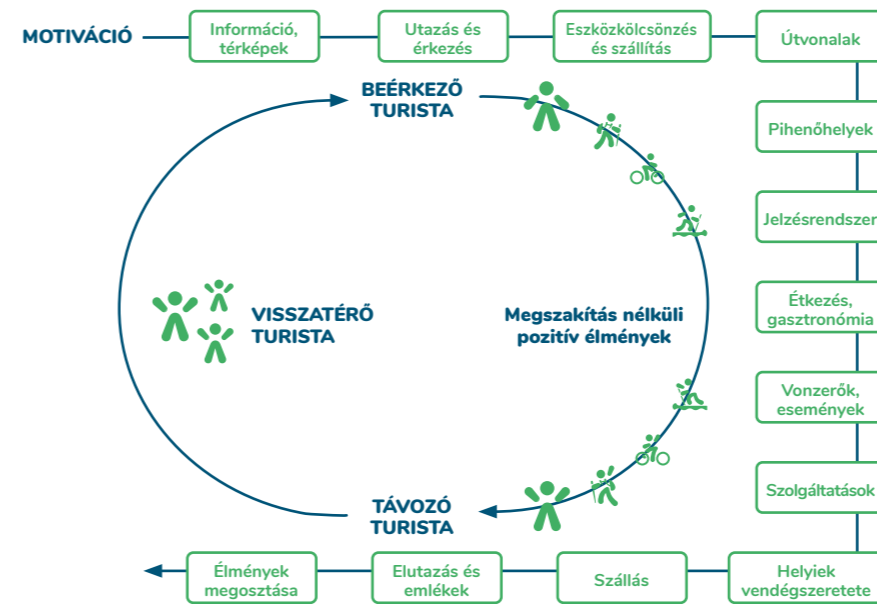 MOTIVÁCIÓ
Információ,
térképek
Utazás és
érkezés
Eszközkölcsönzés
és szállítás
Útvonalak
Pihenőhelyek
Jelzésrendszer
Étkezés,
gasztronómia
Vonzerők,
események
Szolgáltatások
Helyiek
vendégszeretete
Szállás
Elutazás és
emlékek
Élmények
megosztása
BEÉRKEZŐ
TURISTA
Megszakítás nélküli
pozitív élmények
TÁVOZÓ
TURISTA
VISSZATÉRŐ
TURISTA